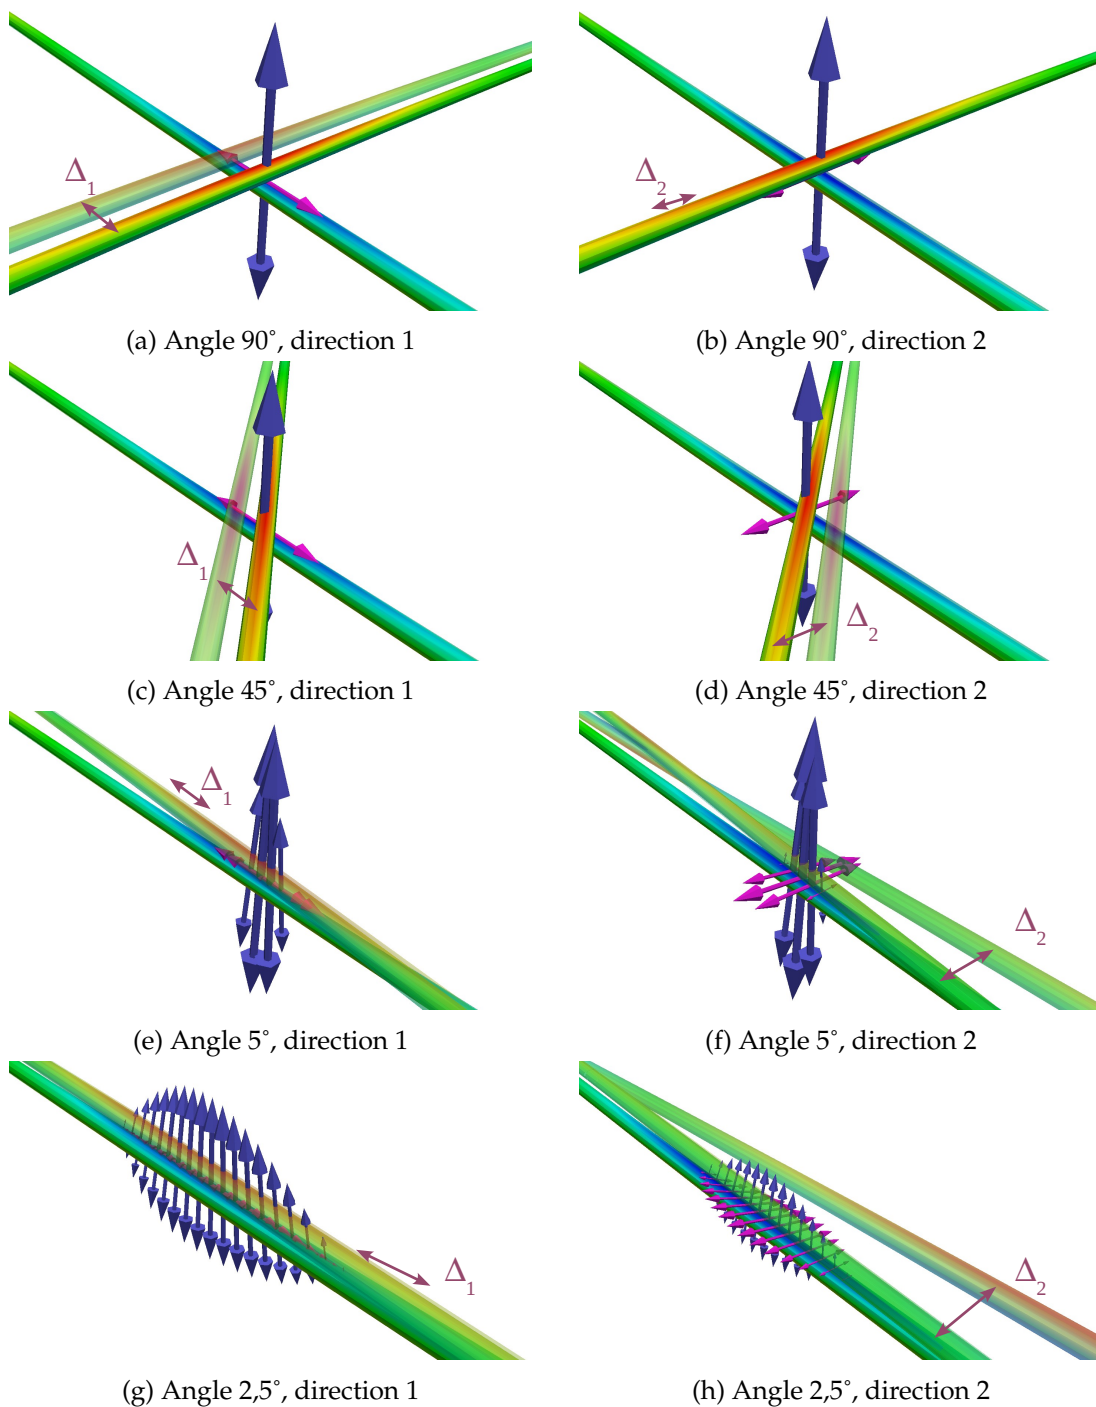 Δ₁
Δ₂
(a) Angle 90˚, direction 1
(b) Angle 90˚, direction 2
Δ₁
Δ₂
(c) Angle 45˚, direction 1
(d) Angle 45˚, direction 2
Δ₁
Δ₂
(e) Angle 5˚, direction 1
(f) Angle 5˚, direction 2
Δ₁
Δ₂
(g) Angle 2,5˚, direction 1
(h) Angle 2,5˚, direction 2